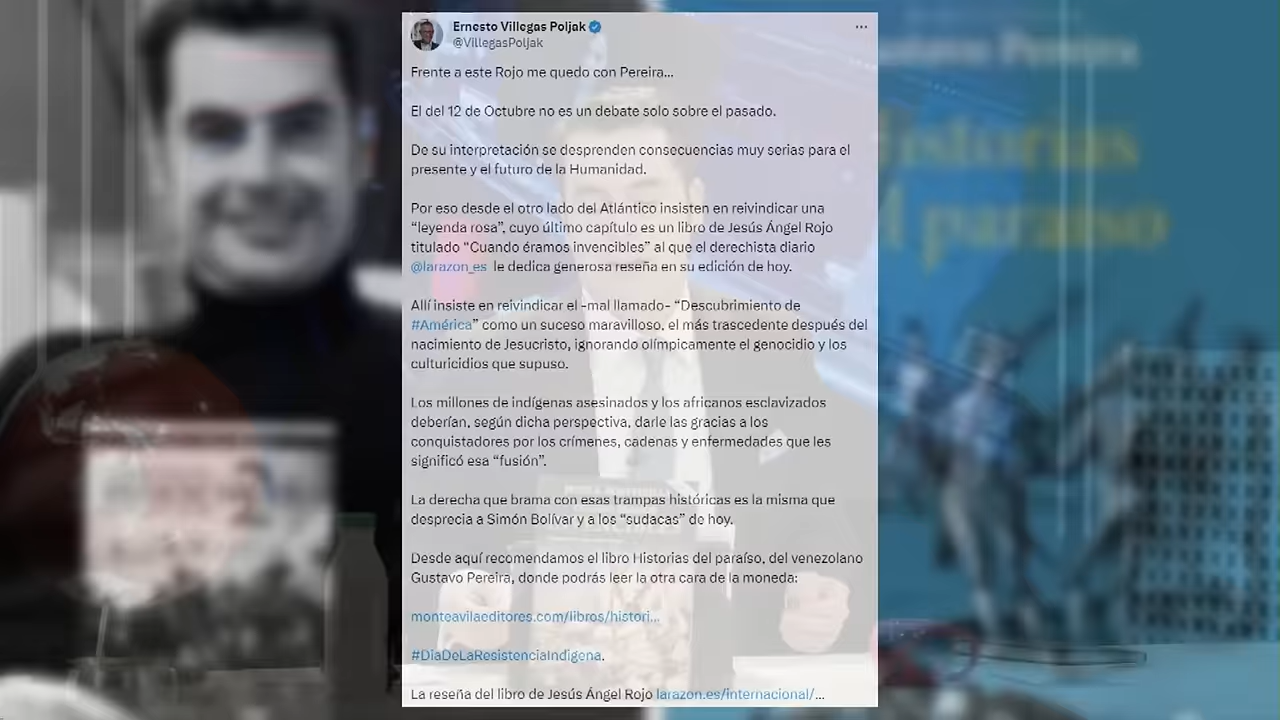 Ernesto Villegas Poljak
@VillegasPoljak
Frente a este Rojo me quedo con Pereira...
El del 12 de Octubre no es un debate solo sobre el pasado.
De su interpretación se desprenden consecuencias muy serias para el
presente y el futuro de la Humanidad.
Por eso desde el otro lado del Atlántico insisten en reivindicar una
“leyenda rosa”, cuyo último capítulo es un libro de Jesús Ángel Rojo
titulado “Cuando éramos invencibles” al que el derechista diario
@larazon_es le dedica generosa reseña en su edición de hoy.
Allí insiste en reivindicar el -mal llamado- “Descubrimiento de
#América” como un suceso maravilloso, el más trascedente después del
nacimiento de Jesucristo, ignorando olímpicamente el genocidio y los
culturicidios que supuso.
Los millones de indígenas asesinados y los africanos esclavizados
deberían, según dicha perspectiva, darle las gracias a los
conquistadores por los crímenes, cadenas y enfermedades que les
significó esa “fusión”.
La derecha que brama con esas trampas históricas es la misma que
desprecia a Simón Bolívar y a los “sudacas” de hoy.
Desde aquí recomendamos el libro Historias del paraíso, del venezolano
Gustavo Pereira, donde podrás leer la otra cara de la moneda:
monteavilaeditores.com/libros/histori...
#DiaDeLaResistenciaIndigena.
La reseña del libro de Jesús Ángel Rojo larazon.es/internacional/...
Pereira
Historias
paraíso